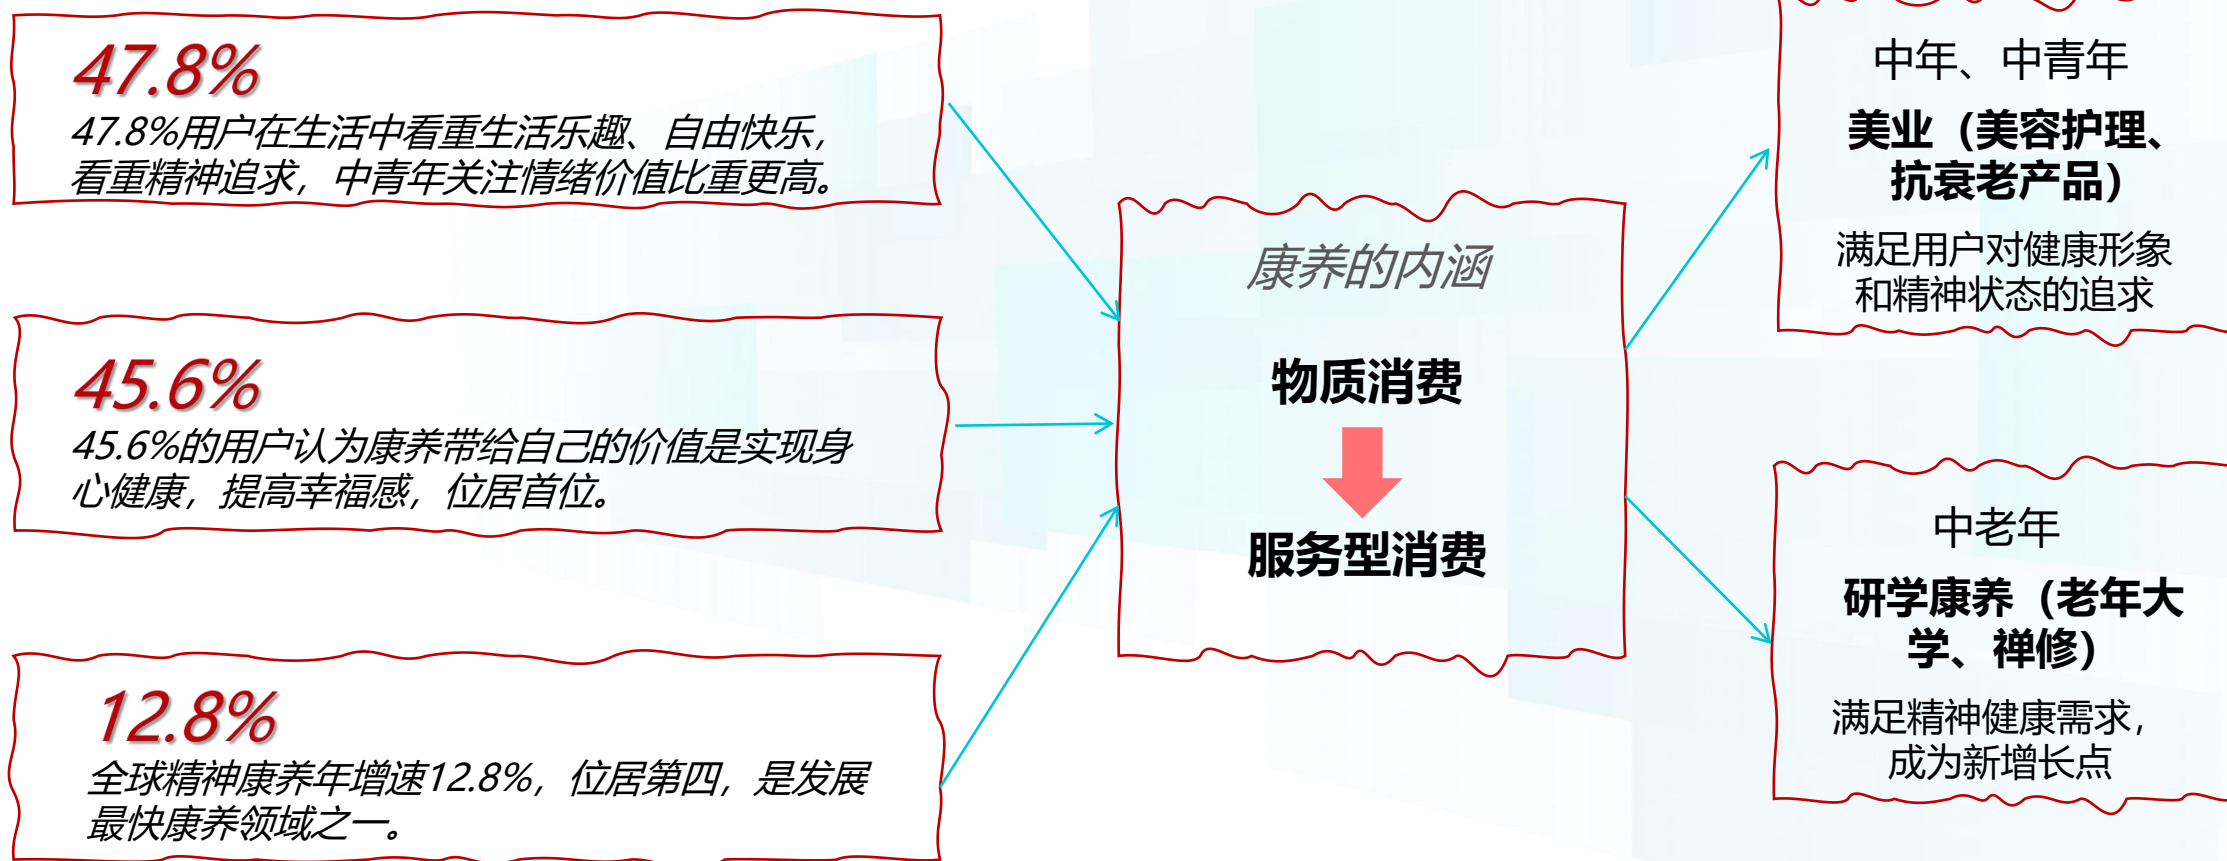 47.8%
47.8%用户在生活中看重生活乐趣、自由快乐，
看重精神追求，中青年关注情绪价值比重更高。
45.6%
45.6%的用户认为康养带给自己的价值是实现身
心健康，提高幸福感，位居首位。
12.8%
全球精神康养年增速12.8%，位居第四，是发展
最快康养领域之一。
康养的内涵
物质消费
服务型消费
中年、中青年
美业（美容护理、
抗衰老产品）
满足用户对健康形象
和精神状态的追求
中老年
研学康养（老年大
学、禅修）
满足精神健康需求，
成为新增长点